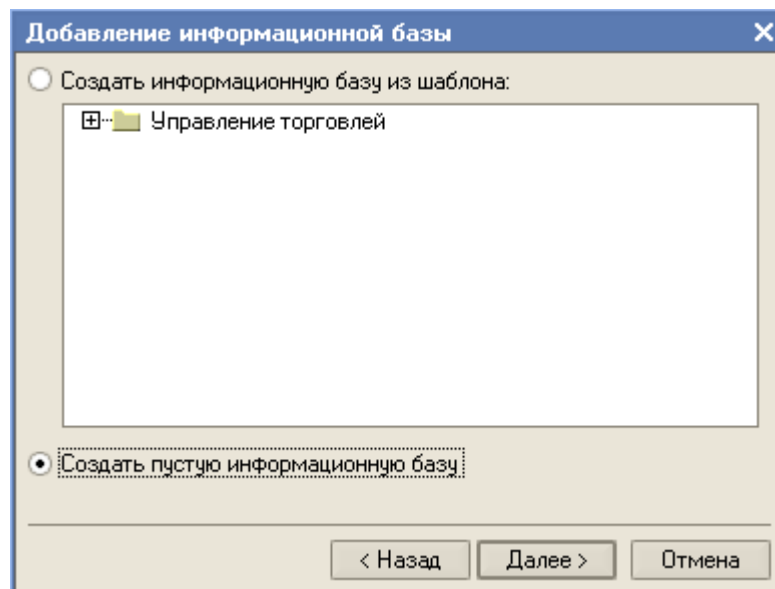 Добавление информационной базы
Создать информационную базу из шаблона:
Управление торговлей
Создать пустую информационную базу
< Назад Далее > Отмена